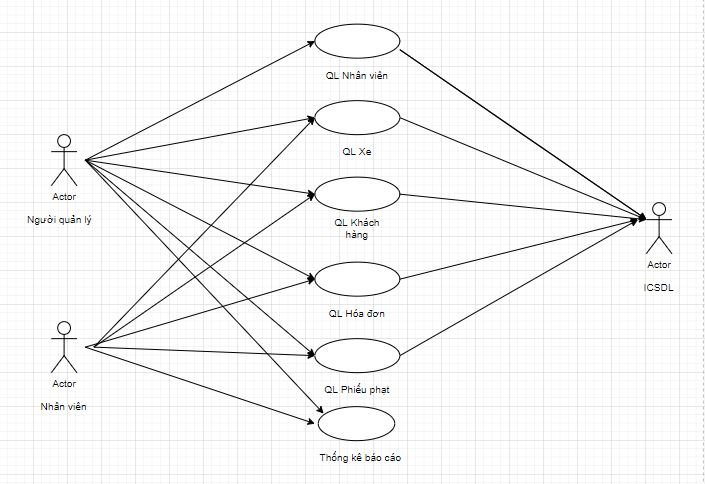 QL Nhân viên
QL Xe
Actor
Người quản lý
QL Khách
hàng
Actor
ICSDL
QL Hóa đơn
Actor
Nhân viên
QL Phiếu phạt
Thống kê báo cáo